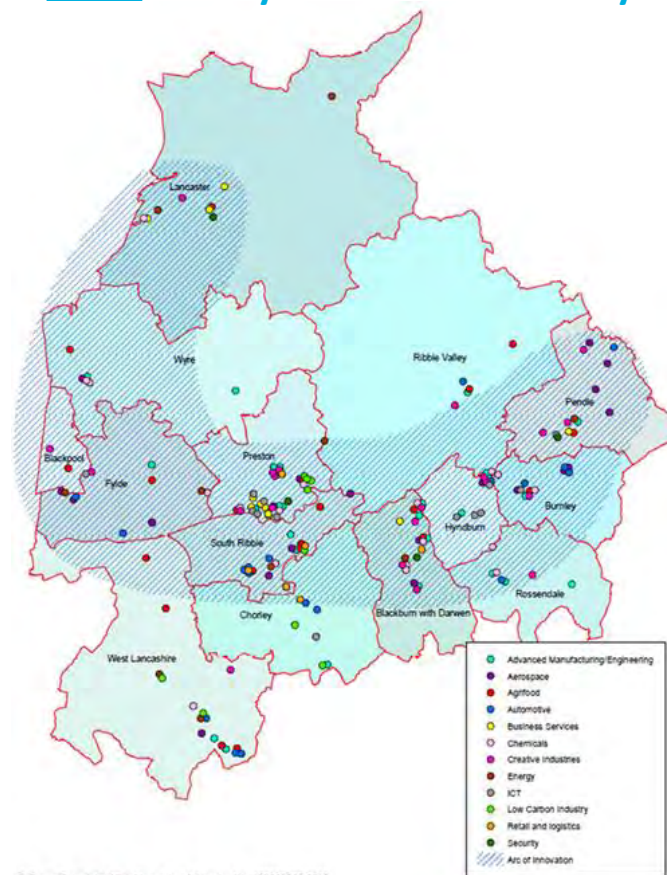 Lancaster
Wyre
Ribble Valley
Pendle
Blackpool
Fylde
Preston
Hyndburn
Burnley
South Ribble
Blackburn with Darwen
Rossendale
Chorley
West Lancashire
Advanced Manufacturing/Engineering
Aerospace
Agrifood
Automotive
Business Services
Chemicals
Creative Industries
Energy
ICT
Low Carbon Industry
Retail and logistics
Security
Arc of Innovation